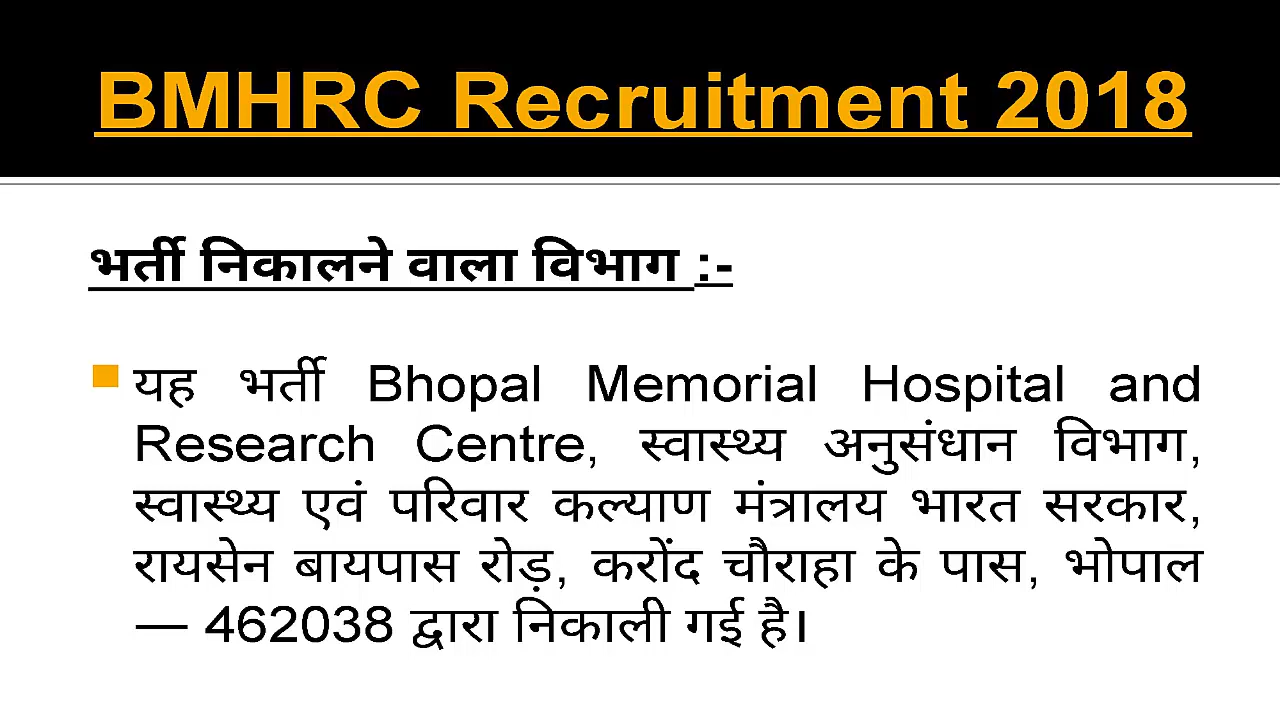 BMHRC Recruitment 2018
भर्ती निकालने वाला विभाग :-
यह भर्ती Bhopal Memorial Hospital and
Research Centre, स्वास्थ्य अनुसंधान विभाग,
स्वास्थ्य एवं परिवार कल्याण मंत्रालय भारत सरकार,
रायसेन बायपास रोड़, करोंद चौराहा के पास, भोपाल
— 462038 द्वारा निकाली गई है।